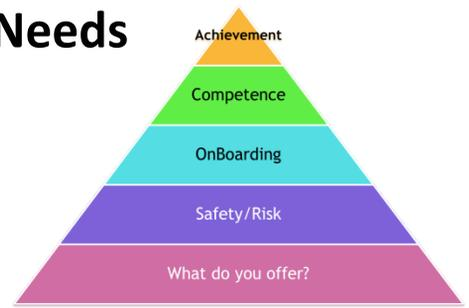 Needs
Achievement
Competence
OnBoarding
Safety/Risk
What do you offer?